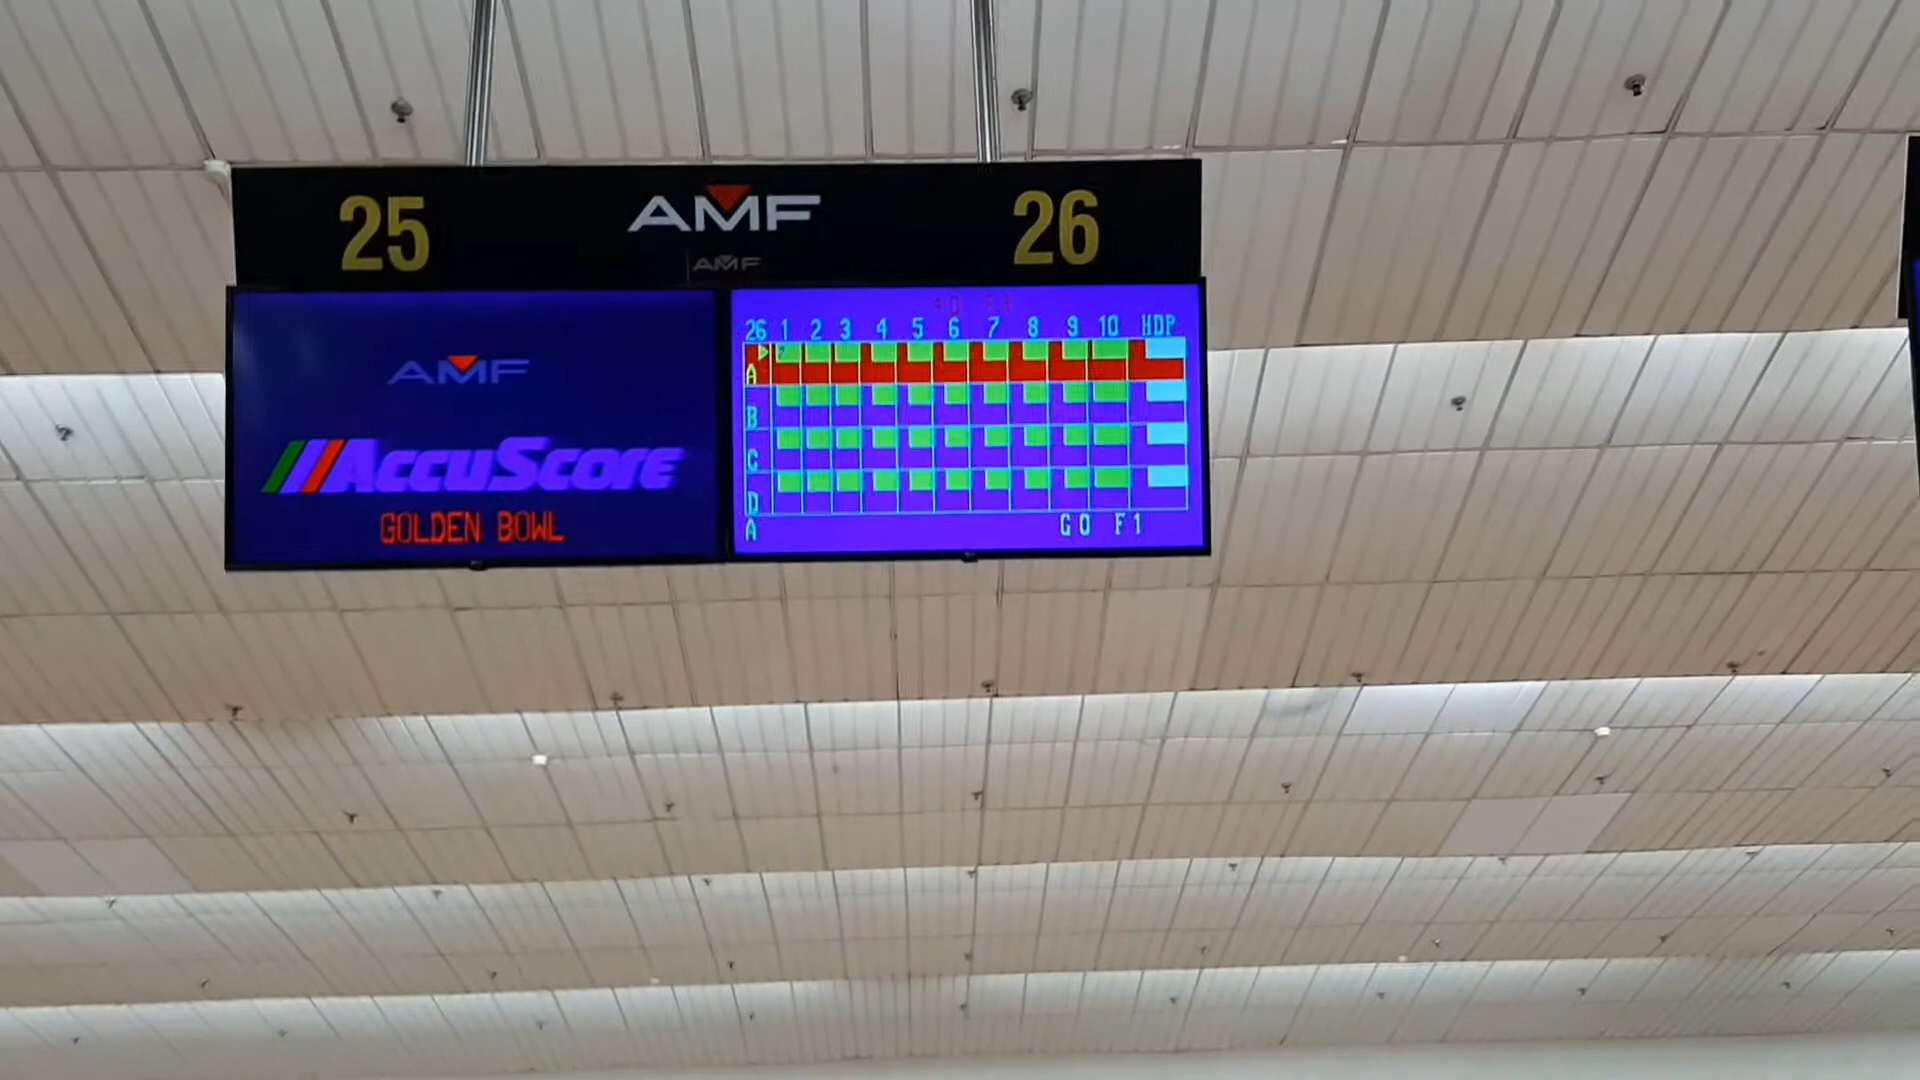 25 AMF 26
AMF
AMF
AccuScore
GOLDEN BOWL
26 1 2 3 4 5 6 7 8 9 10 HDP
A
B
C
D
A G0 F1